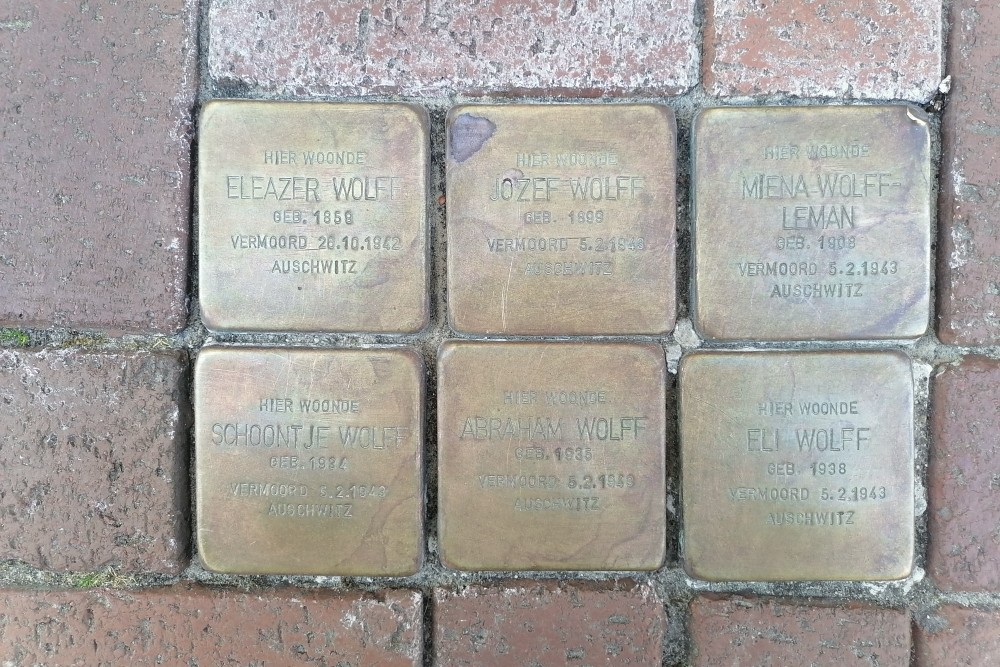 HIER WOONDE
ELEAZER WOLFF
GEB. 1859
VERMOORD 26.10.1942
AUSCHWITZ
HIER WOONDE
JOZEF WOLFF
GEB. 1899
VERMOORD 5.2.1943
AUSCHWITZ
HIER WOONDE
MIENA WOLFF-
LEMAN
GEB. 1909
VERMOORD 5.2.1943
AUSCHWITZ
HIER WOONDE
SCHOONTJE WOLFF
GEB. 1934
VERMOORD 5.2.1943
AUSCHWITZ
HIER WOONDE
ABRAHAM WOLFF
GEB. 1935
VERMOORD 5.2.1943
AUSCHWITZ
HIER WOONDE
ELI WOLFF
GEB. 1938
VERMOORD 5.2.1943
AUSCHWITZ